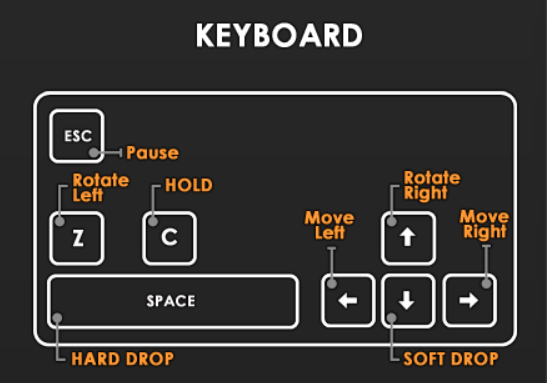 KEYBOARD
ESC
Pause
Rotate
Left
HOLD
Rotate
Right
Move
Left
Move
Right
Z
C
SPACE
HARD DROP
SOFT DROP